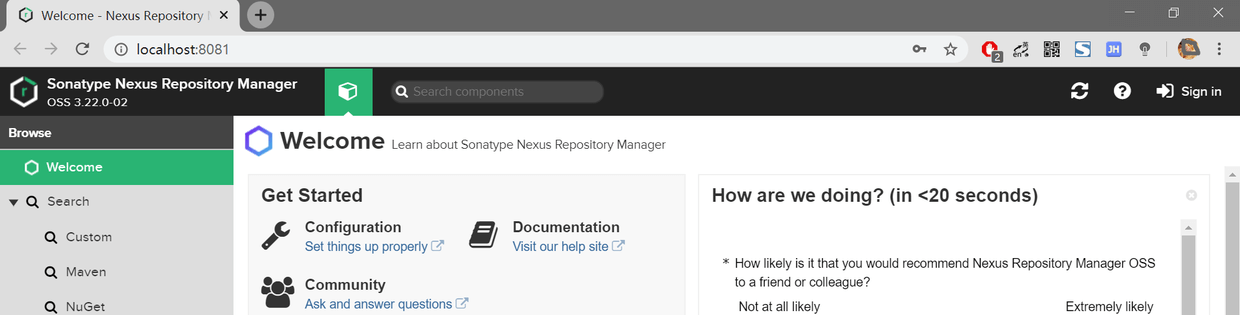 Welcome - Nexus Repository
localhost:8081
2
en
JH
Sonatype Nexus Repository Manager
OSS 3.22.0-02
Search components
Sign in
Browse
Welcome
Welcome Learn about Sonatype Nexus Repository Manager
Search
Custom
Maven
NuGet
Get Started
Configuration
Set things up properly
Documentation
Visit our help site
Community
Ask and answer questions
How are we doing? (in <20 seconds)
* How likely is it that you would recommend Nexus Repository Manager OSS
to a friend or colleague?
Not at all likely
Extremely likely